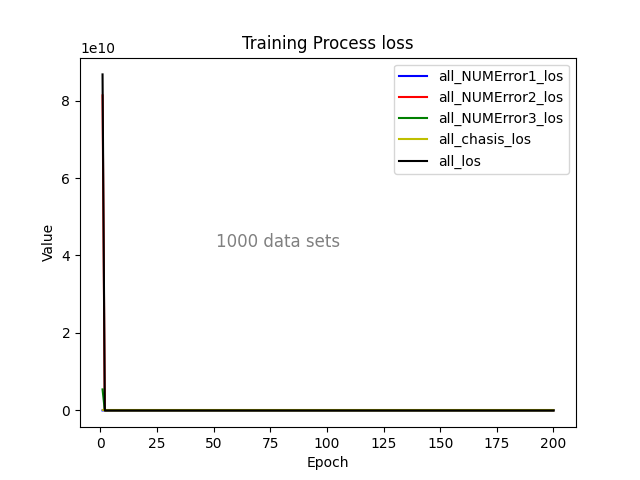 Training Process loss
1e10
8
6
4
2
0
Value
0 25 50 75 100 125 150 175 200
Epoch
all_NUMError1_los
all_NUMError2_los
all_NUMError3_los
all_chasis_los
all_los
1000 data sets